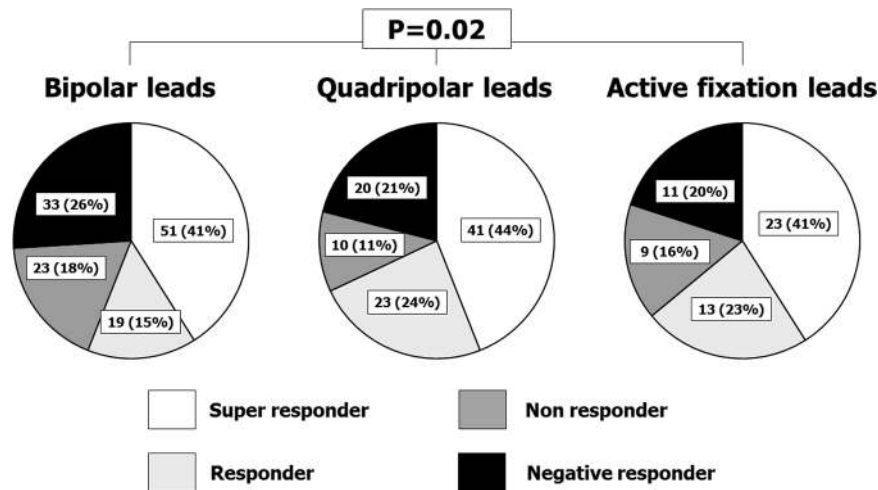 P=0.02
Bipolar leads
Quadripolar leads
Active fixation leads
33 (26%)
51 (41%)
23 (18%)
19 (15%)
20 (21%)
41 (44%)
10 (11%)
23 (24%)
11 (20%)
23 (41%)
9 (16%)
13 (23%)
Super responder
Non responder
Responder
Negative responder